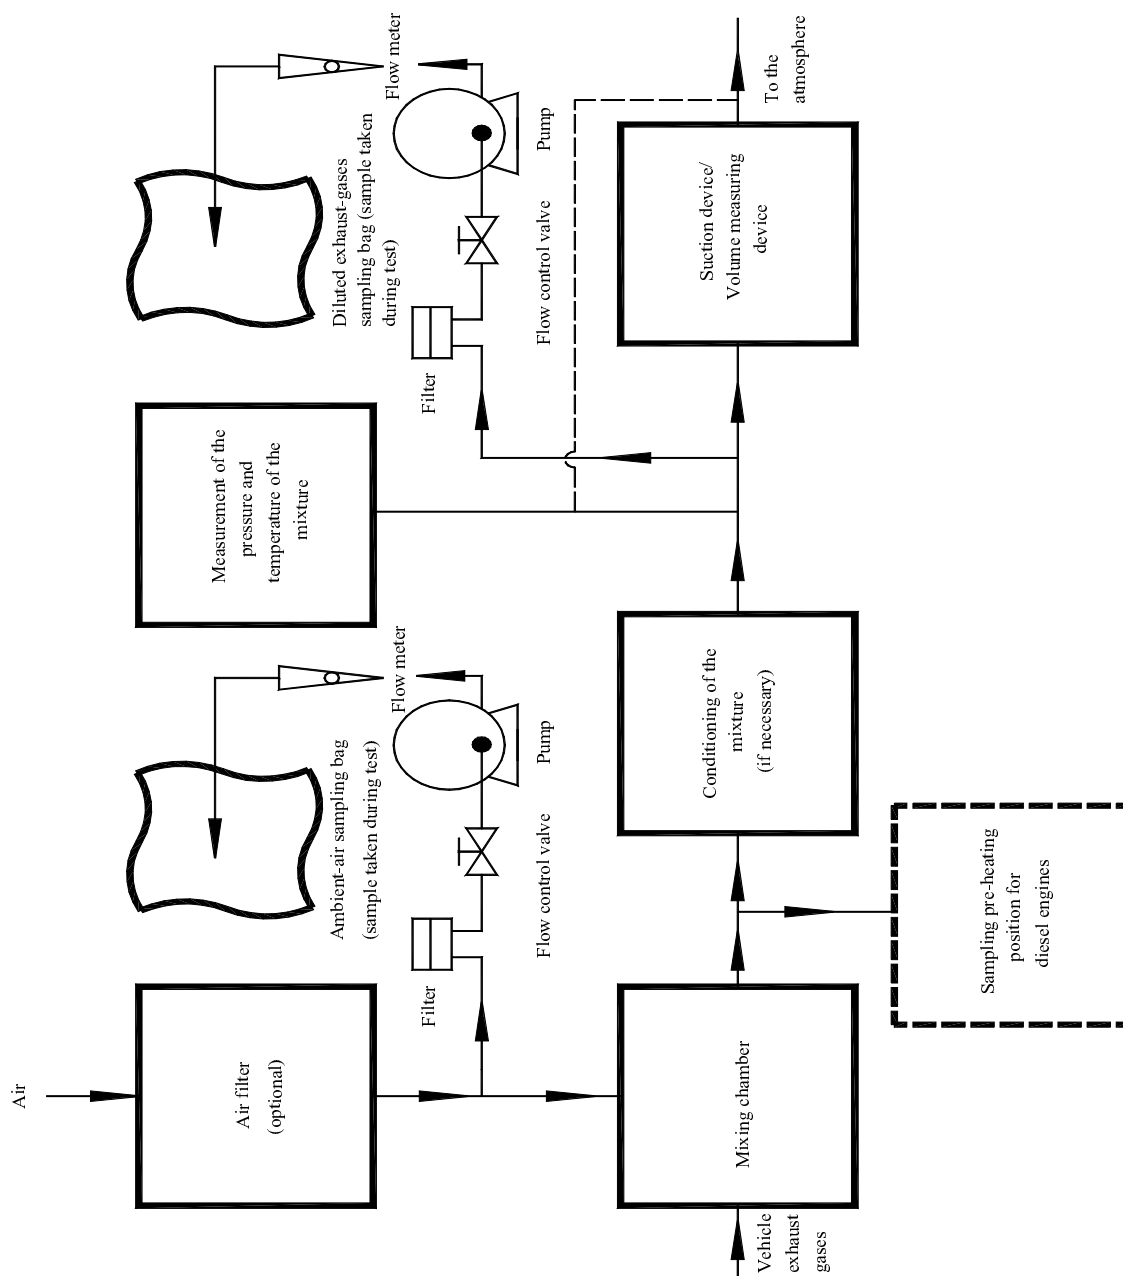 Air
Air filter
(optional)
Filter
Flow control valve
Pump
Flow meter
Ambient-air sampling bag
(sample taken during test)
Measurement of the
pressure and
temperature of the
mixture
Filter
Flow control valve
Pump
Flow meter
Diluted exhaust-gases
sampling bag (sample taken
during test)
Vehicle
exhaust
gases
Mixing chamber
Conditioning of the
mixture
(if necessary)
Suction device/
Volume measuring
device
To the
atmosphere
Sampling pre-heating
position for
diesel engines